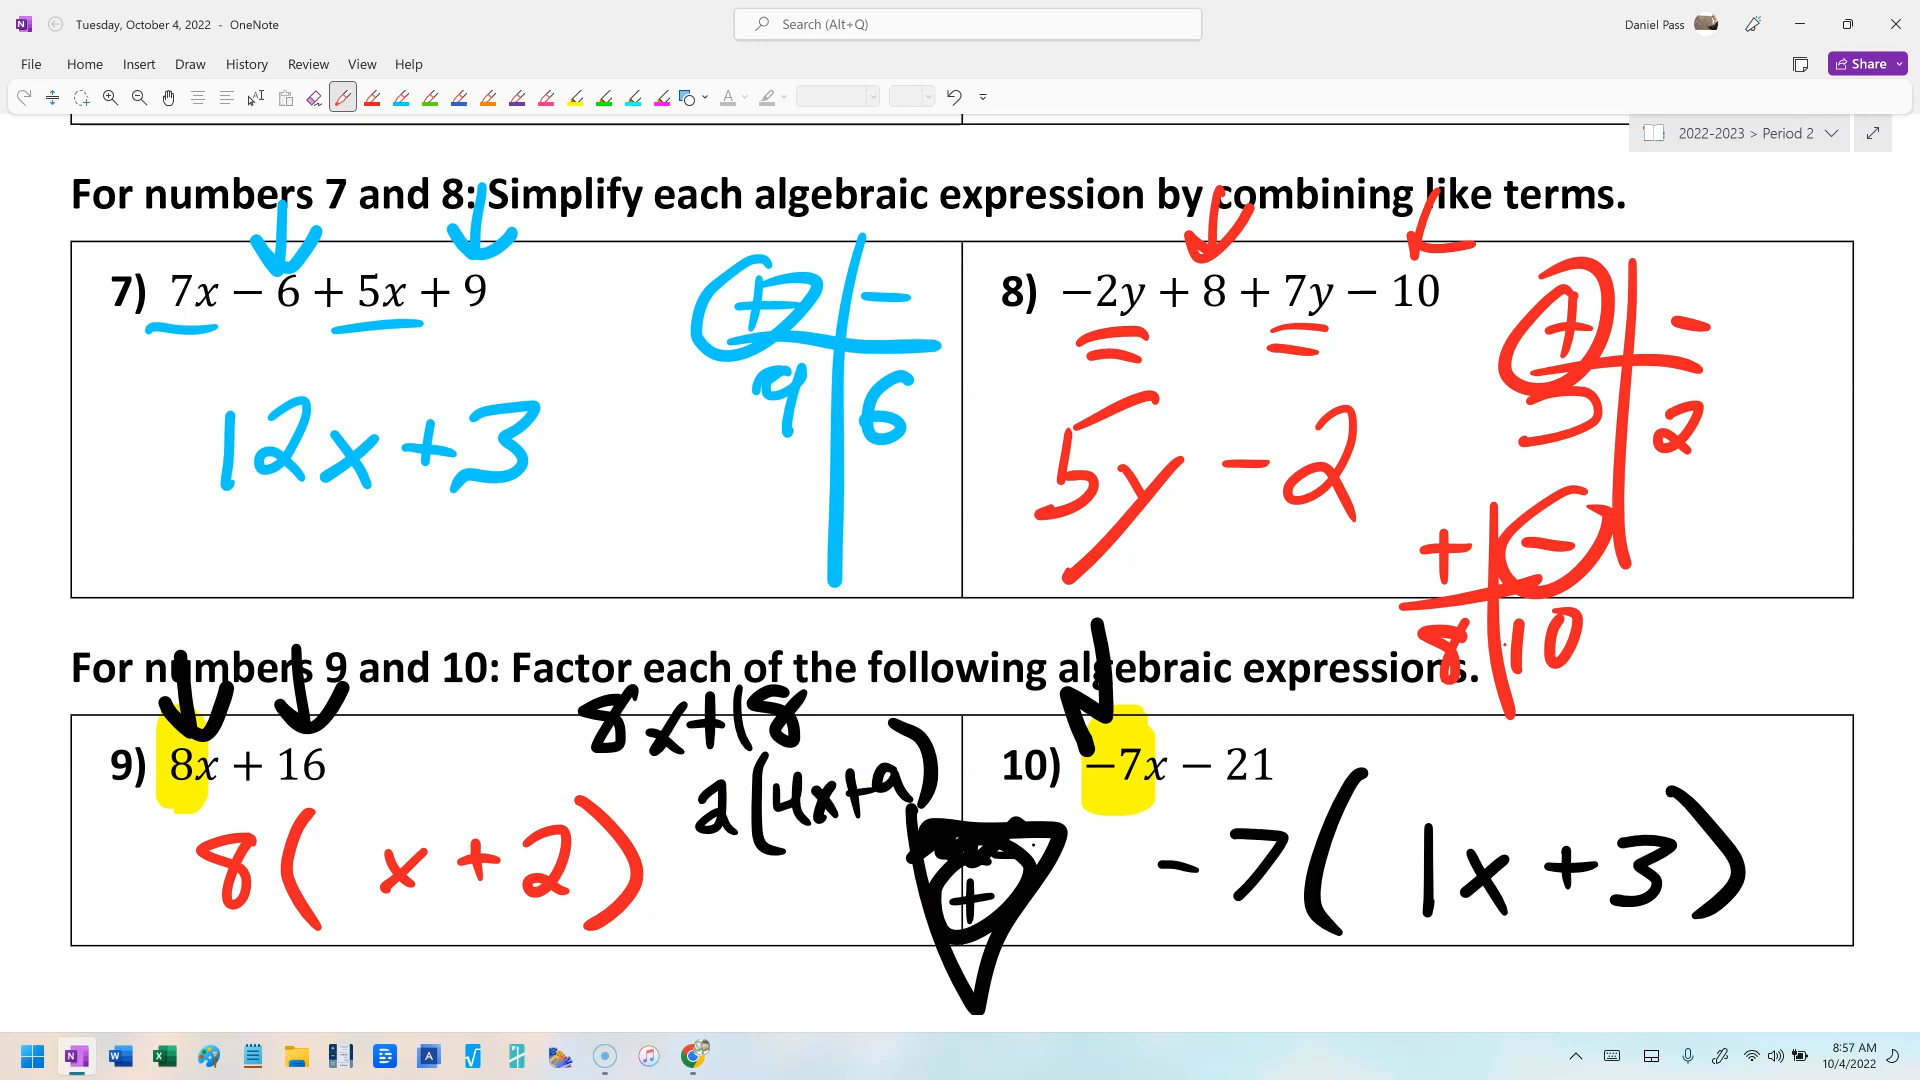 Tuesday, October 4, 2022 - OneNote
Search (Alt+Q)
Daniel Pass
File Home Insert Draw View History Review View Help
Share
2022-2023 > Period 2
For numbers 7 and 8: Simplify each algebraic expression by combining like terms.
7) 7x − 6 + 5x + 9
+ −
9 6
12x + 3
8) −2y + 8 + 7y − 10
+ −
2
5y − 2
+ −
8 10
For numbers 9 and 10: Factor each of the following algebraic expressions.
8x + 18
9) 8x + 16
2(4x + 9)
8( x + 2)
10) −7x − 21
+
−7( 1x + 3)
8:57 AM
10/4/2022